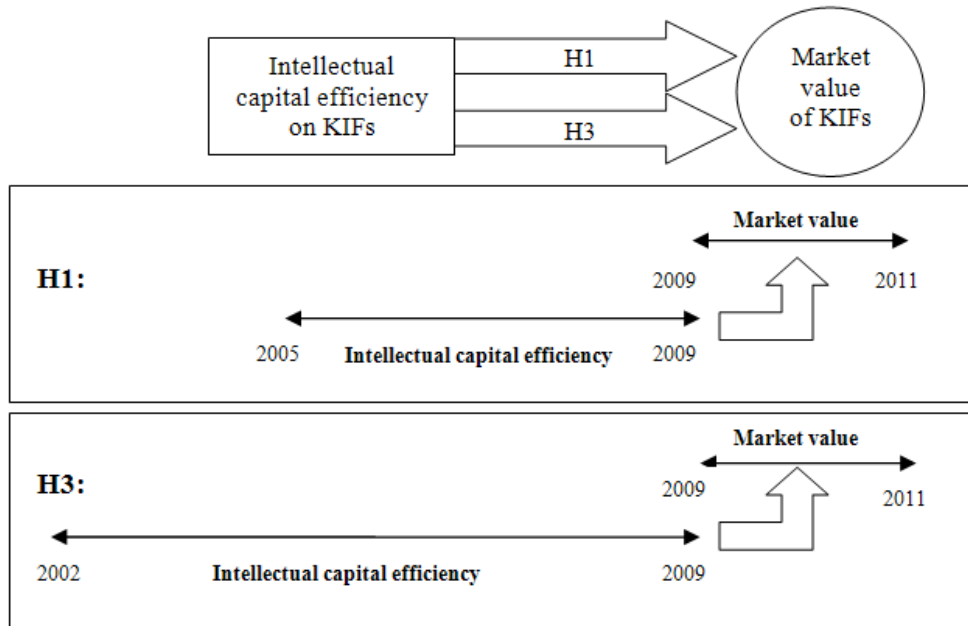 Intellectual
capital efficiency
on KIFs
H1
H3
Market
value
of KIFs
H1:
Market value
2009
2011
2005
Intellectual capital efficiency
2009
H3:
Market value
2009
2011
2002
Intellectual capital efficiency
2009